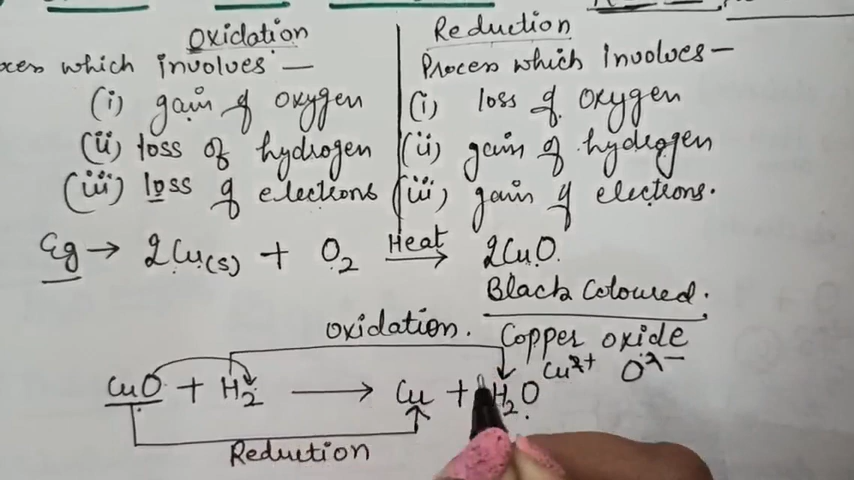 Oxidation
which involves —
(i) gain of oxygen
(ii) loss of hydrogen
(iii) loss of electrons
Reduction
Process which involves —
(i) loss of oxygen
(ii) gain of hydrogen
(iii) gain of electrons.
Eg → 2Cu(s) + O2 Heat → 2CuO
Black Coloured.
Copper oxide
Cu2+ O2−
Oxidation.
CuO + H2 → Cu + H2O
Reduction